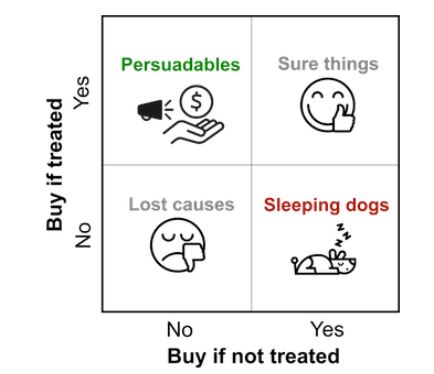 Persuadables
Sure things
$
Lost causes
Sleeping dogs
z
z
z
z
Buy if treated
Yes
No
No
Yes
Buy if not treated